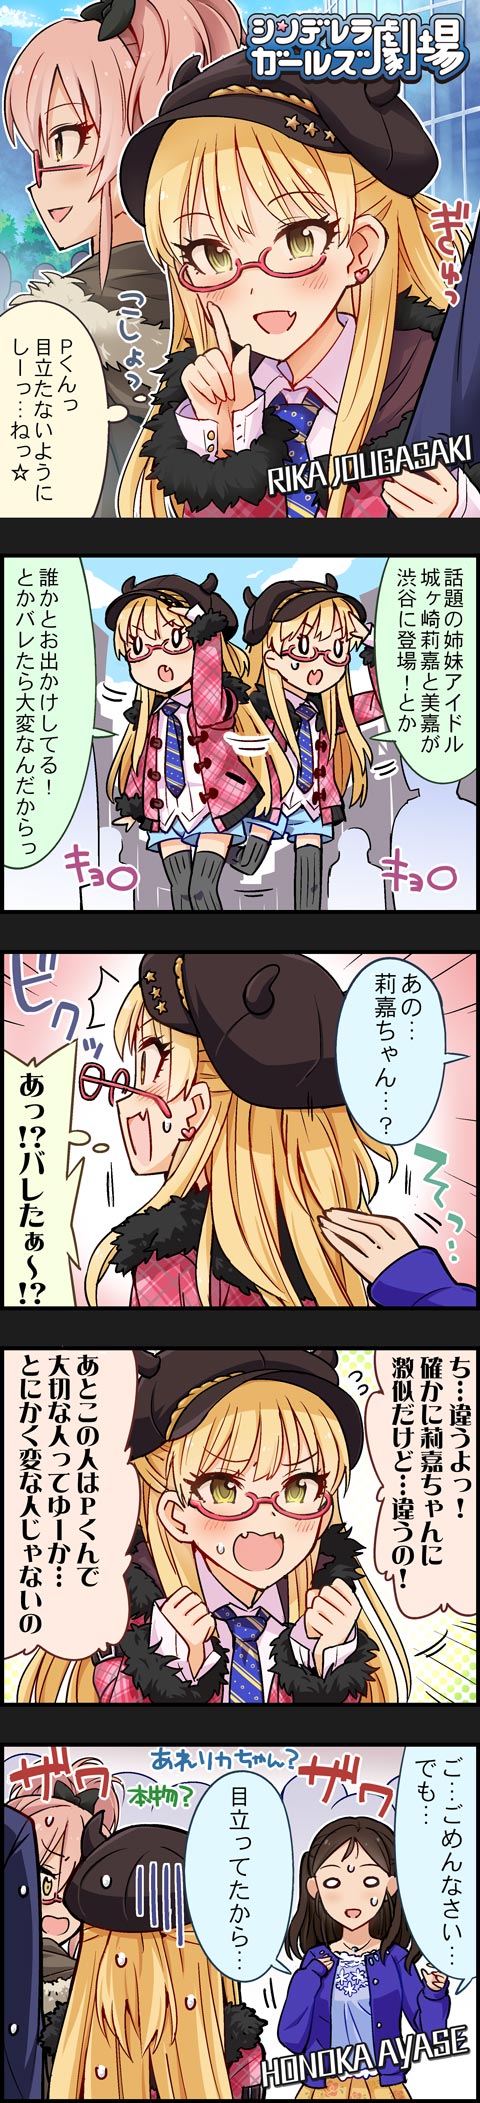 シンデレラ
ガールズ劇場
ぎゅっ
こしょっ
Pくんっ
目立たないように
しーっ…ねっ☆
RIKA JOUGASAKI
話題の姉妹アイドル
城ヶ崎莉嘉と美嘉が
渋谷に登場！とか
誰かとお出かけしてる！
とかバレたら大変なんだからっ
キョロ
キョロ
あの…
莉嘉ちゃん…？
ビクッ
そっ…
あっ!?バレたぁ〜!?
ち…違うよっ！
確かに莉嘉ちゃんに
激似だけど…違うの！
あとこの人はPくんで
大切な人ってゆーか…
とにかく変な人じゃないの
ご…ごめんなさい…
でも…
ザワ
ザワ
あれリカちゃん？
本物？
目立ってたから…
HONOKA AYASE